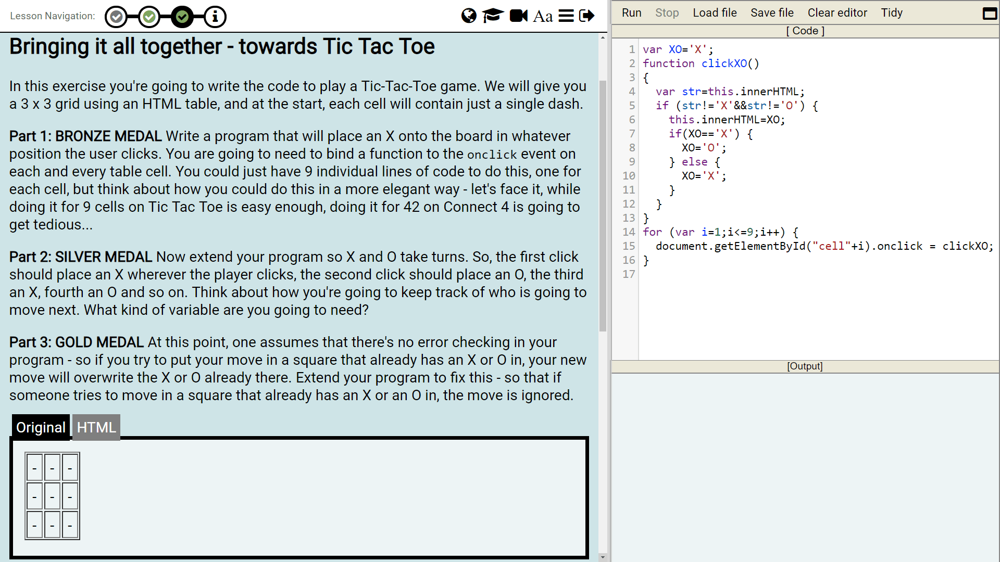 Lesson Navigation:
Aa
Bringing it all together - towards Tic Tac Toe
In this exercise you're going to write the code to play a Tic-Tac-Toe game. We will give you
a 3 x 3 grid using an HTML table, and at the start, each cell will contain just a single dash.
Part 1: BRONZE MEDAL Write a program that will place an X onto the board in whatever
position the user clicks. You are going to need to bind a function to the onclick event on
each and every table cell. You could just have 9 individual lines of code to do this, one for
each cell, but think about how you could do this in a more elegant way - let's face it, while
doing it for 9 cells on Tic Tac Toe is easy enough, doing it for 42 on Connect 4 is going to
get tedious...
Part 2: SILVER MEDAL Now extend your program so X and O take turns. So, the first click
should place an X wherever the player clicks, the second click should place an O, the third
an X, fourth an O and so on. Think about how you're going to keep track of who is going to
move next. What kind of variable are you going to need?
Part 3: GOLD MEDAL At this point, one assumes that there's no error checking in your
program - so if you try to put your move in a square that already has an X or O in, your new
move will overwrite the X or O already there. Extend your program to fix this - so that if
someone tries to move in a square that already has an X or an O in, the move is ignored.
Original HTML
- - -
- - -
- - -
Run Stop Load file Save file Clear editor Tidy
[ Code ]
1 var XO='X';
2 function clickXO()
3 {
4   var str=this.innerHTML;
5   if (str!='X'&&str!='O') {
6     this.innerHTML=XO;
7     if(XO=='X') {
8       XO='O';
9     } else {
10       XO='X';
11     }
12   }
13 }
14 for (var i=1;i<=9;i++) {
15   document.getElementById("cell"+i).onclick = clickXO;
16 }
17
[Output]